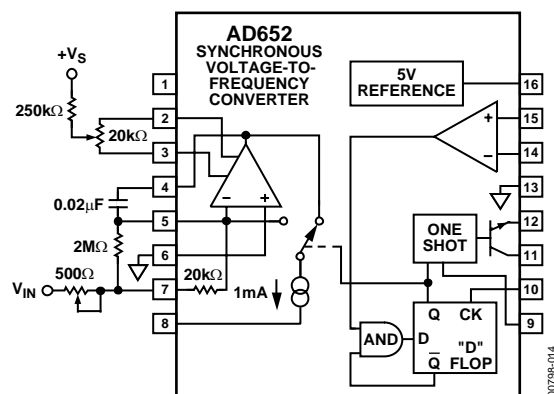 AD652
SYNCHRONOUS
VOLTAGE-TO-
FREQUENCY
CONVERTER
+VS
250kΩ
20kΩ
0.02µF
2MΩ
500Ω
VIN
1
2
3
4
5
6
7
8
20kΩ
1mA
– +
5V
REFERENCE
+
–
ONE
SHOT
AND
Q CK
D "D"
FLOP
Q̅
16
15
14
13
12
11
10
9
00798-014